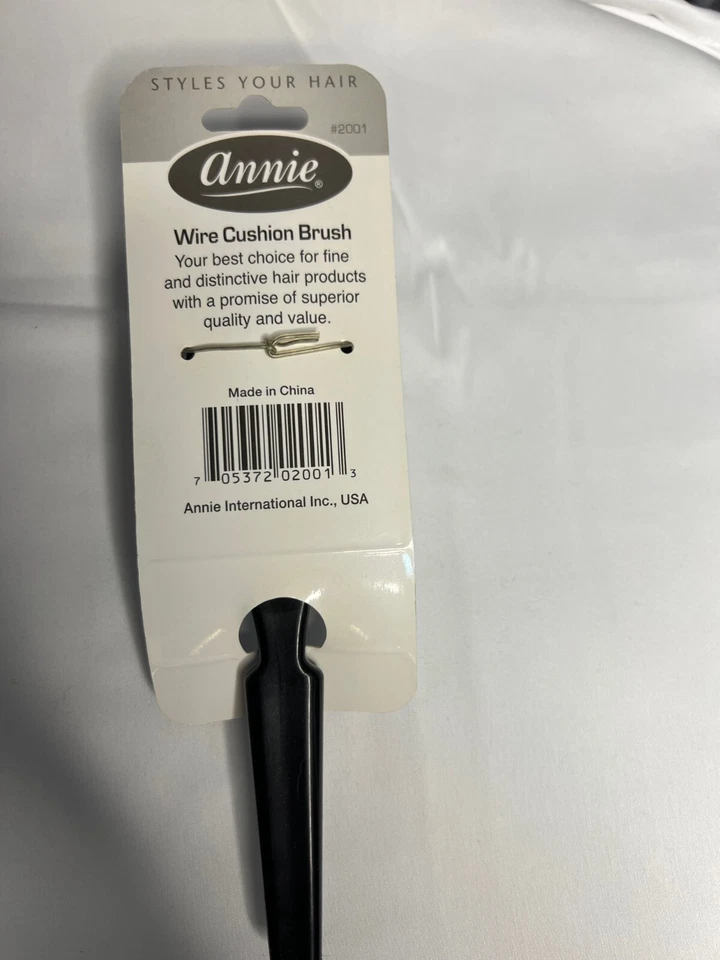 STYLES YOUR HAIR
#2001
annie®
Wire Cushion Brush
Your best choice for fine
and distinctive hair products
with a promise of superior
quality and value.
Made in China
7 05372 02001 3
Annie International Inc., USA